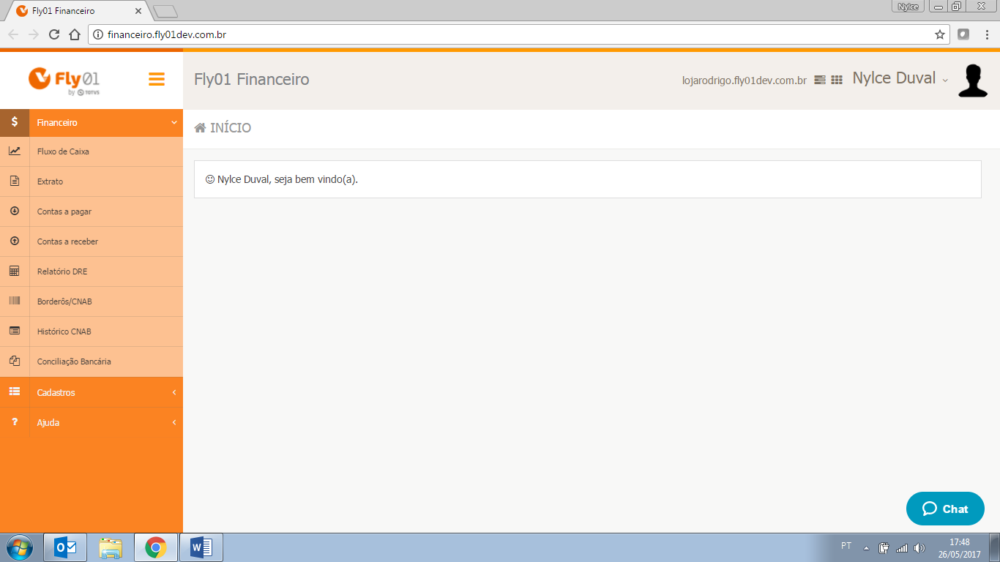 Fly01 Financeiro
Nylce
financeiro.fly01dev.com.br
Fly01
by TOTVS
Fly01 Financeiro
lojarodrigo.fly01dev.com.br
Nylce Duval
Financeiro
INÍCIO
Fluxo de Caixa
Nylce Duval, seja bem vindo(a).
Extrato
Contas a pagar
Contas a receber
Relatório DRE
Borderôs/CNAB
Histórico CNAB
Conciliação Bancária
Cadastros
Ajuda
Chat
PT
17:48
26/05/2017